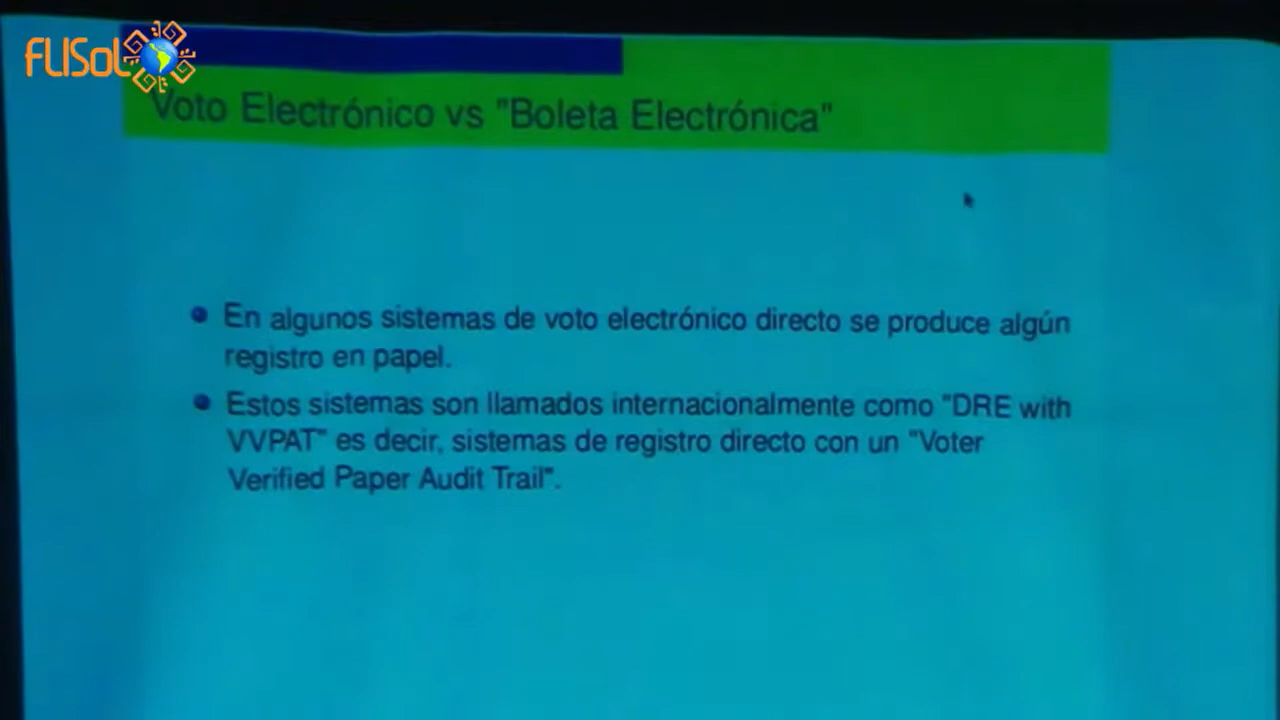 FLISoL
Voto Electrónico vs "Boleta Electrónica"
En algunos sistemas de voto electrónico directo se produce algún
registro en papel.
Estos sistemas son llamados internacionalmente como "DRE with
VVPAT" es decir, sistemas de registro directo con un "Voter
Verified Paper Audit Trail".